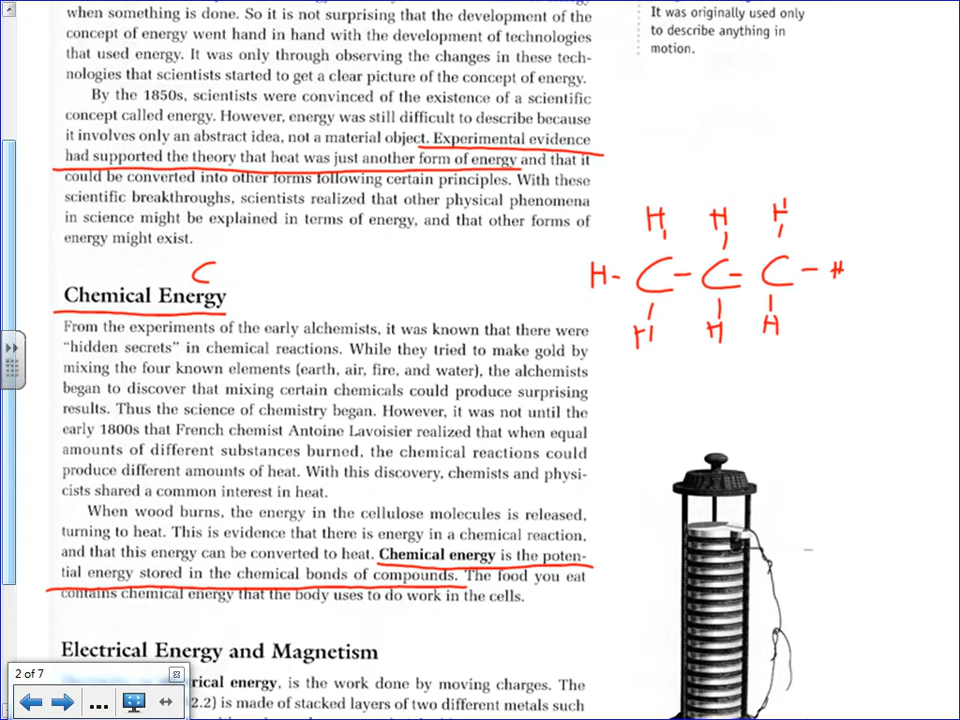 when something is done. So it is not surprising that the development of the
concept of energy went hand in hand with the development of technologies
that used energy. It was only through observing the changes in these tech-
nologies that scientists started to get a clear picture of the concept of energy.
By the 1850s, scientists were convinced of the existence of a scientific
concept called energy. However, energy was still difficult to describe because
it involves only an abstract idea, not a material object. Experimental evidence
had supported the theory that heat was just another form of energy and that it
could be converted into other forms following certain principles. With these
scientific breakthroughs, scientists realized that other physical phenomena
in science might be explained in terms of energy, and that other forms of
energy might exist.
It was originally used only
to describe anything in
motion.
H H H
H- C - C - C - H
H H H
C
Chemical Energy
From the experiments of the early alchemists, it was known that there were
“hidden secrets” in chemical reactions. While they tried to make gold by
mixing the four known elements (earth, air, fire, and water), the alchemists
began to discover that mixing certain chemicals could produce surprising
results. Thus the science of chemistry began. However, it was not until the
early 1800s that French chemist Antoine Lavoisier realized that when equal
amounts of different substances burned, the chemical reactions could
produce different amounts of heat. With this discovery, chemists and physi-
cists shared a common interest in heat.
When wood burns, the energy in the cellulose molecules is released,
turning to heat. This is evidence that there is energy in a chemical reaction,
and that this energy can be converted to heat. Chemical energy is the poten-
tial energy stored in the chemical bonds of compounds. The food you eat
contains chemical energy that the body uses to do work in the cells.
Electrical Energy and Magnetism
rical energy, is the work done by moving charges. The
2.2) is made of stacked layers of two different metals such
2 of 7